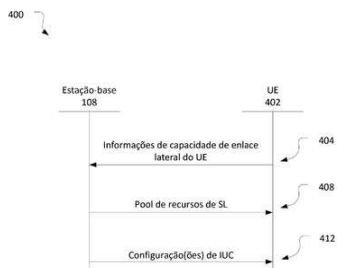 400
Estação-base
108
UE
402
Informações de capacidade de enlace
lateral do UE
404
408
Pool de recursos de SL
412
Configuração(ões) de IUC